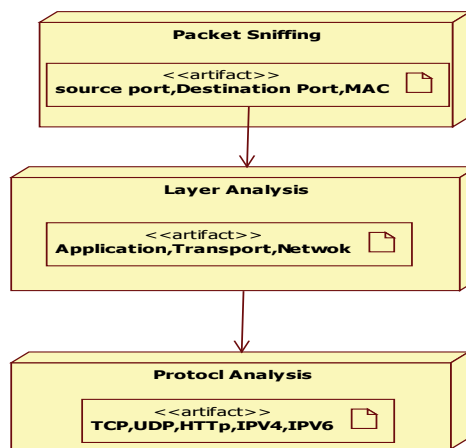 Packet Sniffing
<<artifact>>
source port,Destination Port,MAC
Layer Analysis
<<artifact>>
Application,Transport,Netwok
Protocl Analysis
<<artifact>>
TCP,UDP,HTTp,IPV4,IPV6